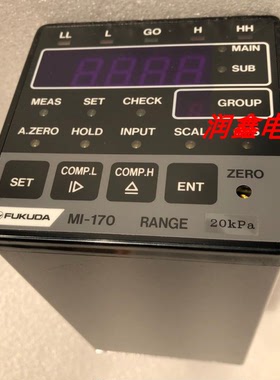 LL L GO H HH
MAIN
SUB
MEAS SET CHECK
GROUP
A.ZERO HOLD INPUT
润鑫电
SET COMP.L COMP.H ENT ZERO
FUKUDA MI-170 RANGE 20kPa